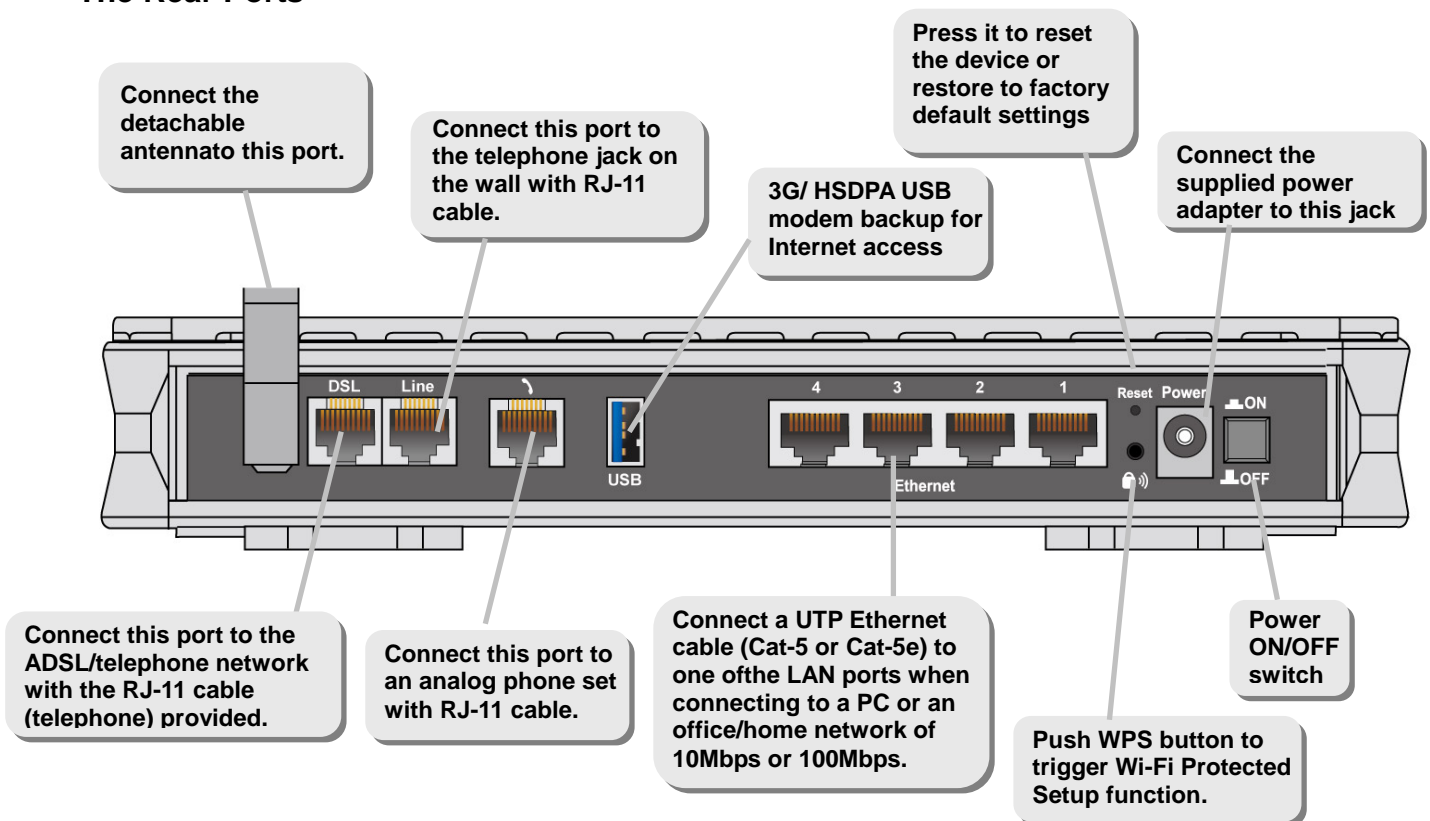 The Rear Ports
Press it to reset
the device or
restore to factory
default settings
Connect the
detachable
antennato this port.
Connect this port to
the telephone jack on
the wall with RJ-11
cable.
3G/ HSDPA USB
modem backup for
Internet access
Connect the
supplied power
adapter to this jack
DSL
Line
USB
4
3
2
1
Ethernet
Reset
Power
ON
OFF
Connect this port to the
ADSL/telephone network
with the RJ-11 cable
(telephone) provided.
Connect this port to
an analog phone set
with RJ-11 cable.
Connect a UTP Ethernet
cable (Cat-5 or Cat-5e) to
one ofthe LAN ports when
connecting to a PC or an
office/home network of
10Mbps or 100Mbps.
Push WPS button to
trigger Wi-Fi Protected
Setup function.
Power
ON/OFF
switch